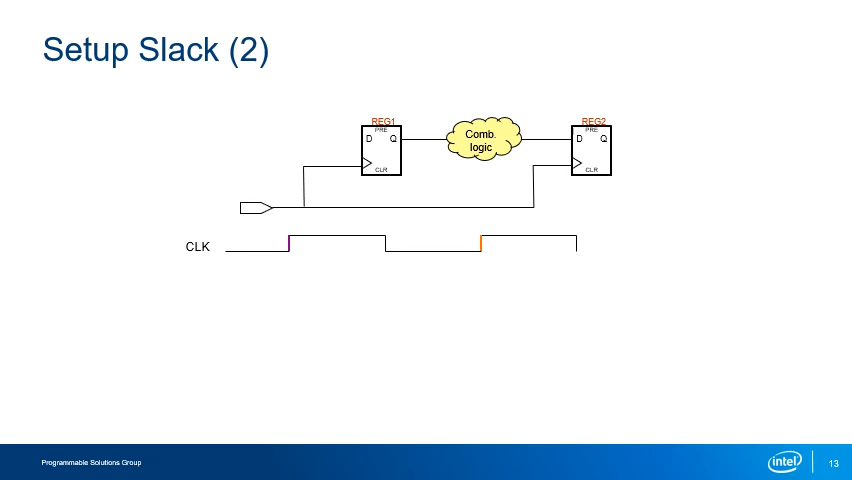 Setup Slack (2)
REG1
PRE
D Q
CLR
Comb.
logic
REG2
PRE
D Q
CLR
CLK
Programmable Solutions Group
intel
13